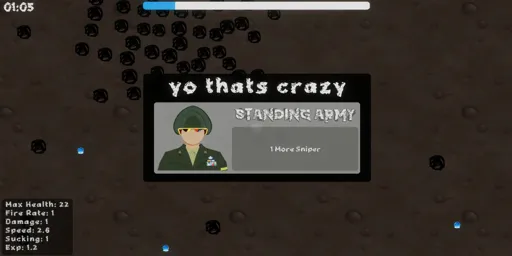 01:05
yo thats crazy
STANDING ARMY
1 More Sniper
Max Health: 22
Fire Rate: 1
Damage: 1
Speed: 2.6
Sucking: 1
Exp: 1.2